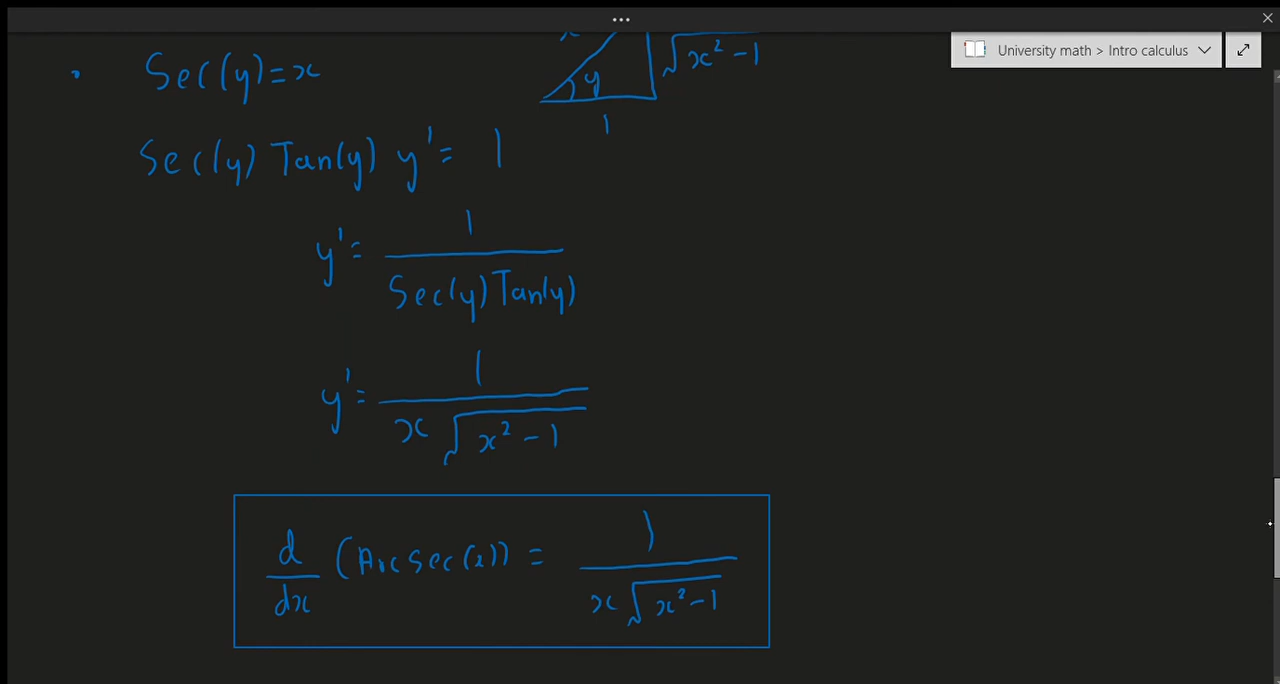 University math > Intro calculus
x
y
1
√x² - 1
Sec(y) = x
Sec(y) Tan(y) y' = 1
y' = 1 / Sec(y) Tan(y)
y' = 1 / x √x² - 1
d/dx (ArcSec(x)) = 1 / x √x² - 1